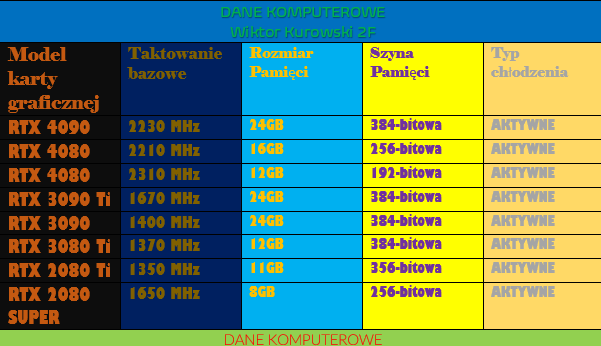 DANE KOMPUTEROWE
Wiktor Kurowski 2F
Model karty graficznej Taktowanie bazowe Rozmiar Pamięci Szyna Pamięci Typ chłodzenia
RTX 4090 2230 MHz 24GB 384-bitowa AKTYWNE
RTX 4080 2210 MHz 16GB 256-bitowa AKTYWNE
RTX 4080 2310 MHz 12GB 192-bitowa AKTYWNE
RTX 3090 Ti 1670 MHz 24GB 384-bitowa AKTYWNE
RTX 3090 1400 MHz 24GB 384-bitowa AKTYWNE
RTX 3080 Ti 1370 MHz 12GB 384-bitowa AKTYWNE
RTX 2080 Ti 1350 MHz 11GB 356-bitowa AKTYWNE
RTX 2080 SUPER 1650 MHz 8GB 256-bitowa AKTYWNE
DANE KOMPUTEROWE